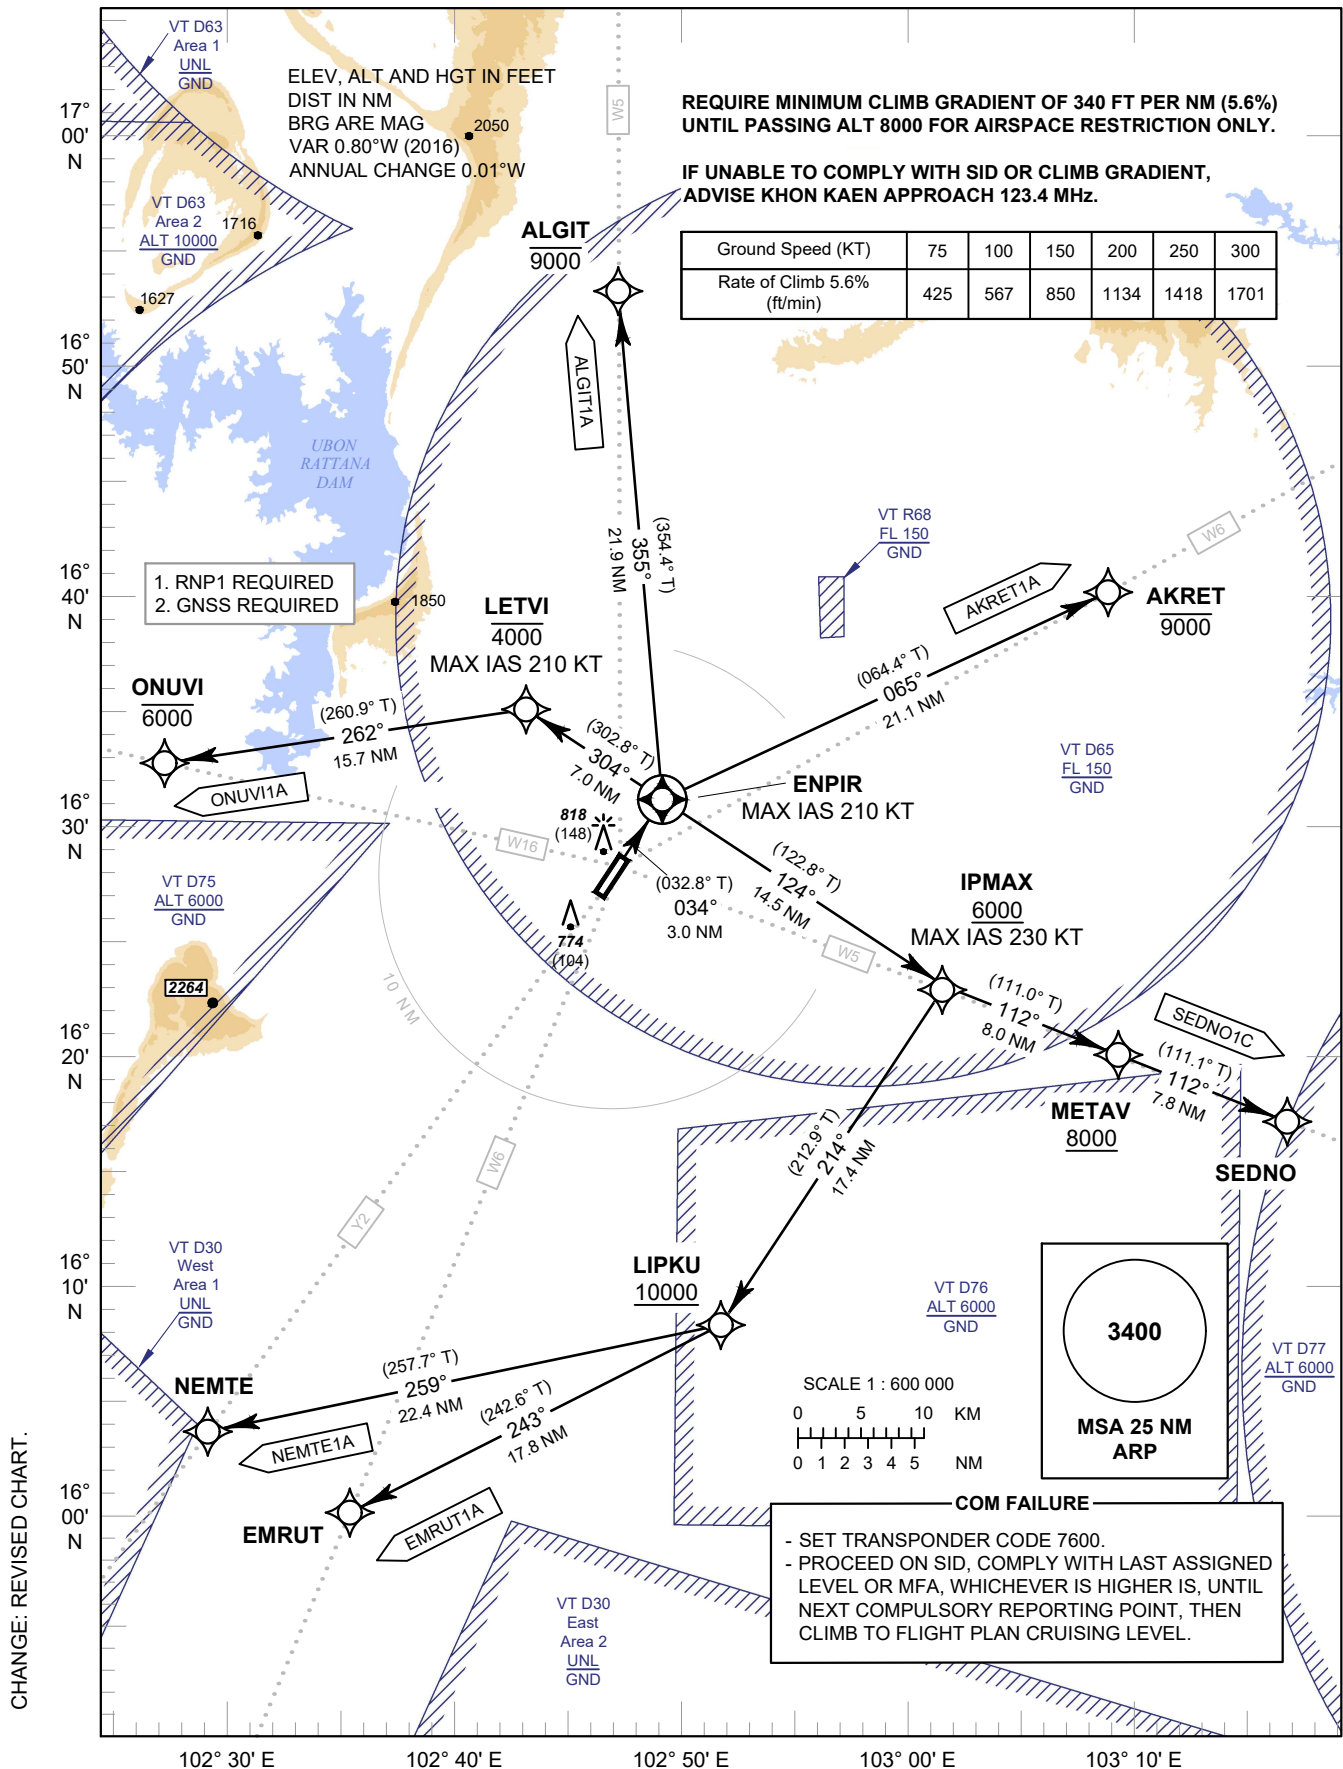 VT D63
Area 1
UNL
GND
ELEV, ALT AND HGT IN FEET
DIST IN NM
BRG ARE MAG
VAR 0.80°W (2016)
ANNUAL CHANGE 0.01°W
2050
W5
REQUIRE MINIMUM CLIMB GRADIENT OF 340 FT PER NM (5.6%)
UNTIL PASSING ALT 8000 FOR AIRSPACE RESTRICTION ONLY.
IF UNABLE TO COMPLY WITH SID OR CLIMB GRADIENT,
ADVISE KHON KAEN APPROACH 123.4 MHz.
17°
00'
N
VT D63
Area 2
ALT 10000
GND
1716
1627
ALGIT
9000
Ground Speed (KT) 75 100 150 200 250 300
Rate of Climb 5.6%
(ft/min) 425 567 850 1134 1418 1701
16°
50'
N
ALGIT1A
UBON
RATTANA
DAM
(354.4° T)
355°
21.9 NM
VT R68
FL 150
GND
W6
16°
40'
N
1. RNP1 REQUIRED
2. GNSS REQUIRED
1850
LETVI
4000
MAX IAS 210 KT
AKRET1A
AKRET
9000
ONUVI
6000
(260.9° T)
262°
15.7 NM
(302.8° T)
304°
7.0 NM
(064.4° T)
065°
21.1 NM
VT D65
FL 150
GND
ONUVI1A
ENPIR
MAX IAS 210 KT
16°
30'
N
818
(148)
W16
(032.8° T)
034°
3.0 NM
(122.8° T)
124°
14.5 NM
IPMAX
6000
MAX IAS 230 KT
VT D75
ALT 6000
GND
774
(104)
W5
2264
10 NM
(111.0° T)
112°
8.0 NM
SEDNO1C
16°
20'
N
(111.1° T)
112°
7.8 NM
METAV
8000
SEDNO
(212.9° T)
214°
17.4 NM
W6
Y2
VT D30
West
Area 1
UNL
GND
16°
10'
N
LIPKU
10000
VT D76
ALT 6000
GND
3400
MSA 25 NM
ARP
VT D77
ALT 6000
GND
NEMTE
(257.7° T)
259°
22.4 NM
(242.6° T)
243°
17.8 NM
SCALE 1 : 600 000
0 5 10 KM
0 1 2 3 4 5 NM
NEMTE1A
16°
00'
N
EMRUT
EMRUT1A
COM FAILURE
- SET TRANSPONDER CODE 7600.
- PROCEED ON SID, COMPLY WITH LAST ASSIGNED
LEVEL OR MFA, WHICHEVER IS HIGHER IS, UNTIL
NEXT COMPULSORY REPORTING POINT, THEN
CLIMB TO FLIGHT PLAN CRUISING LEVEL.
VT D30
East
Area 2
UNL
GND
CHANGE: REVISED CHART.
102° 30' E
102° 40' E
102° 50' E
103° 00' E
103° 10' E